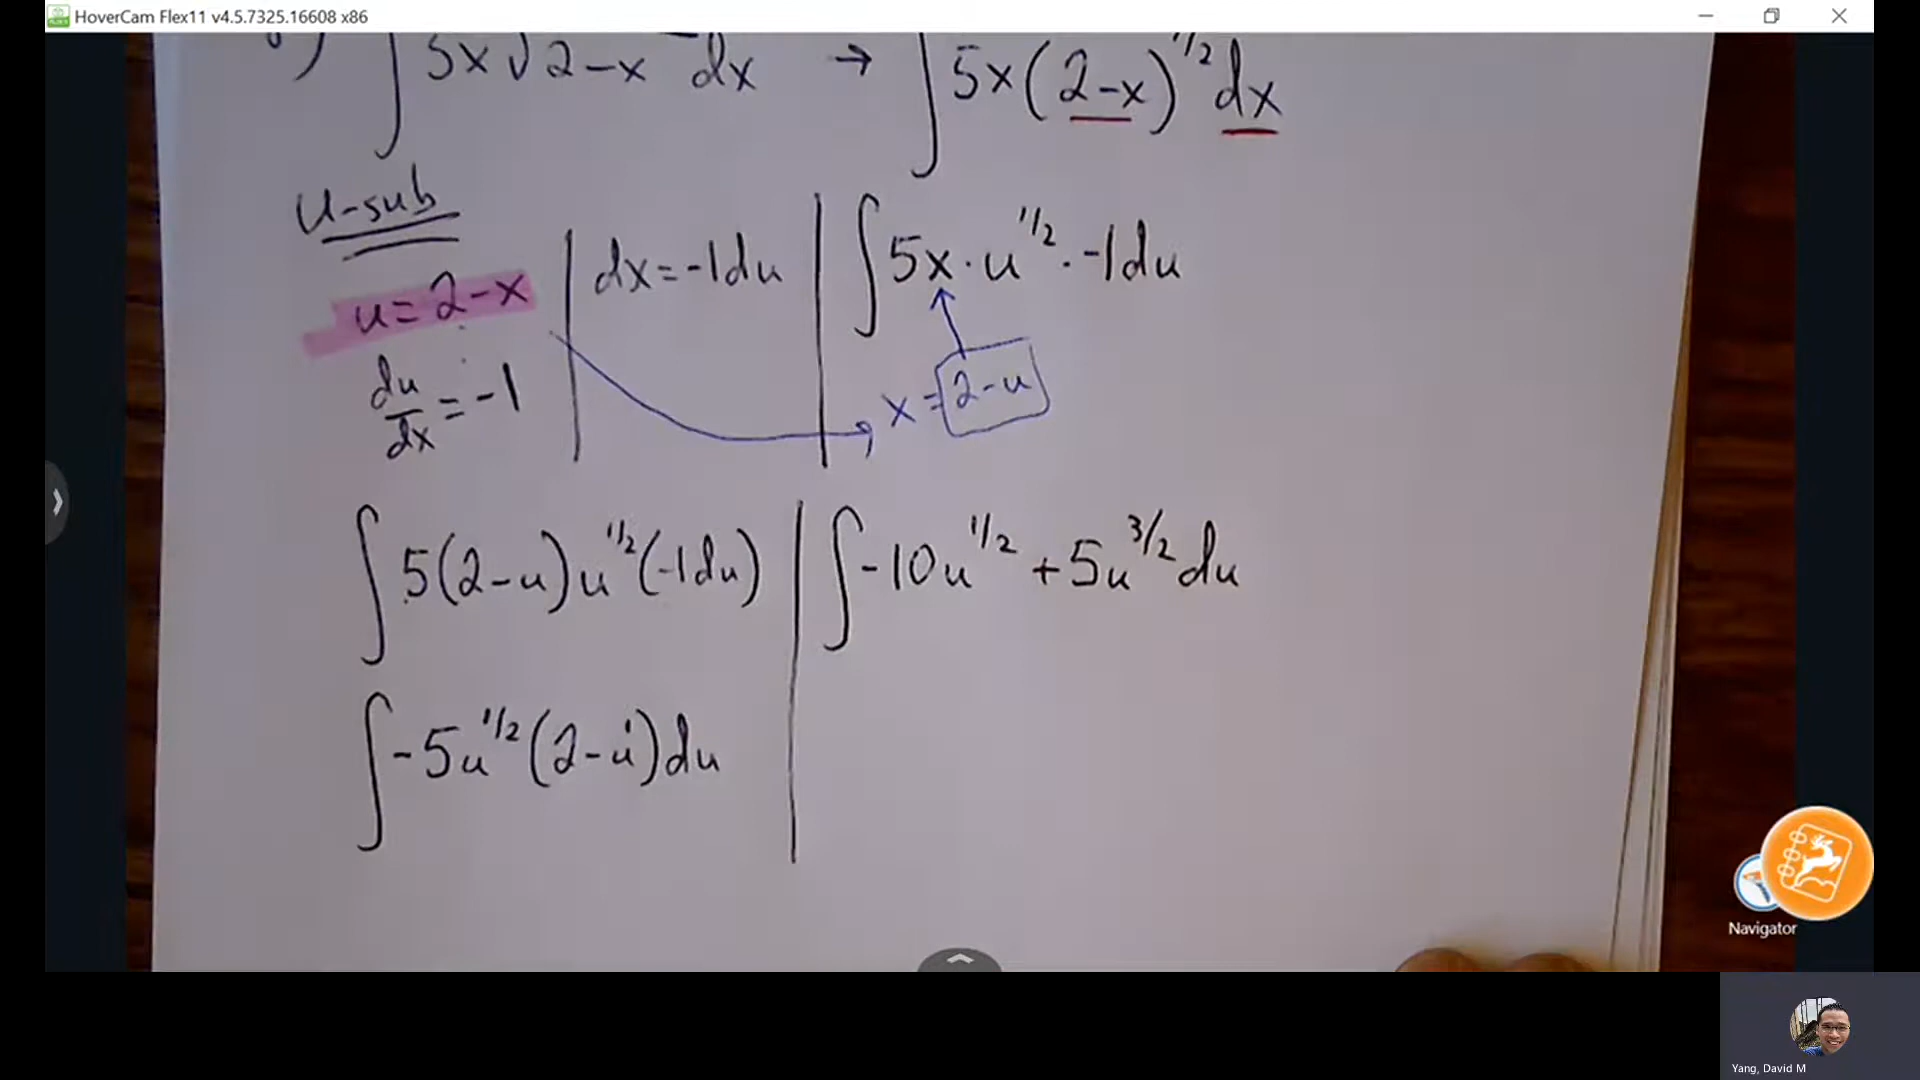 HoverCam Flex11 v4.5.7325.16608 x86
∫ 5x√2-x dx → ∫ 5x(2-x)^1/2 dx
u-sub
u=2-x
du/dx = -1
dx=-1du
∫ 5x·u^1/2·-1du
x = 2-u
∫ 5(2-u)u^1/2(-1du)
∫ -5u^1/2(2-u)du
∫ -10u^1/2 + 5u^3/2 du
Navigator
Yang, David M